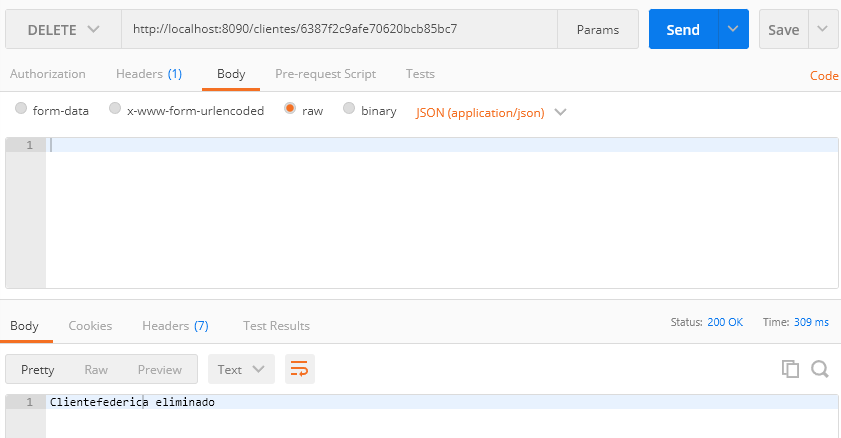 DELETE http://localhost:8090/clientes/6387f2c9afe70620bcb85bc7 Params Send Save
Authorization Headers (1) Body Pre-request Script Tests Code
form-data x-www-form-urlencoded raw binary JSON (application/json)
1
Body Cookies Headers (7) Test Results Status: 200 OK Time: 309 ms
Pretty Raw Preview Text
1 Clientefederica eliminado